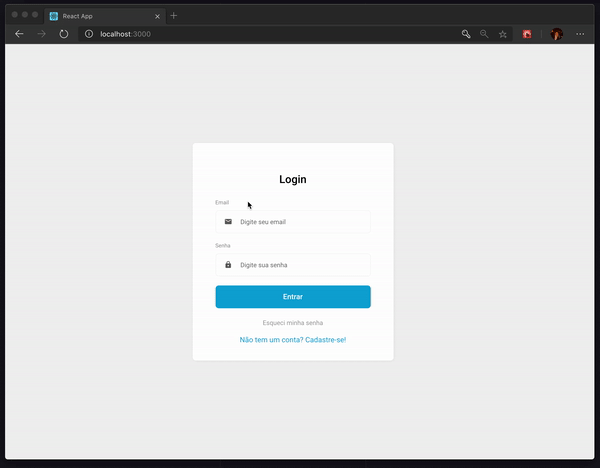 React App
localhost:3000
Login
Email
Digite seu email
Senha
Digite sua senha
Entrar
Esqueci minha senha
Não tem um conta? Cadastre-se!